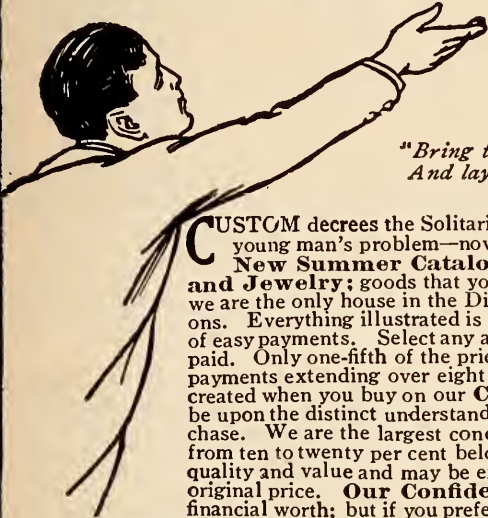 "Bring t
And lay
CUSTOM decrees the Solitari
young man's problem—nov
New Summer Catalo
and Jewelry; goods that yo
we are the only house in the Di
ons. Everything illustrated is
of easy payments. Select any a
paid. Only one-fifth of the pric
payments extending over eight
created when you buy on our C
be upon the distinct understand
chase. We are the largest conc
from ten to twenty per cent belo
quality and value and may be e
original price. Our Confide
financial worth; but if you prefe